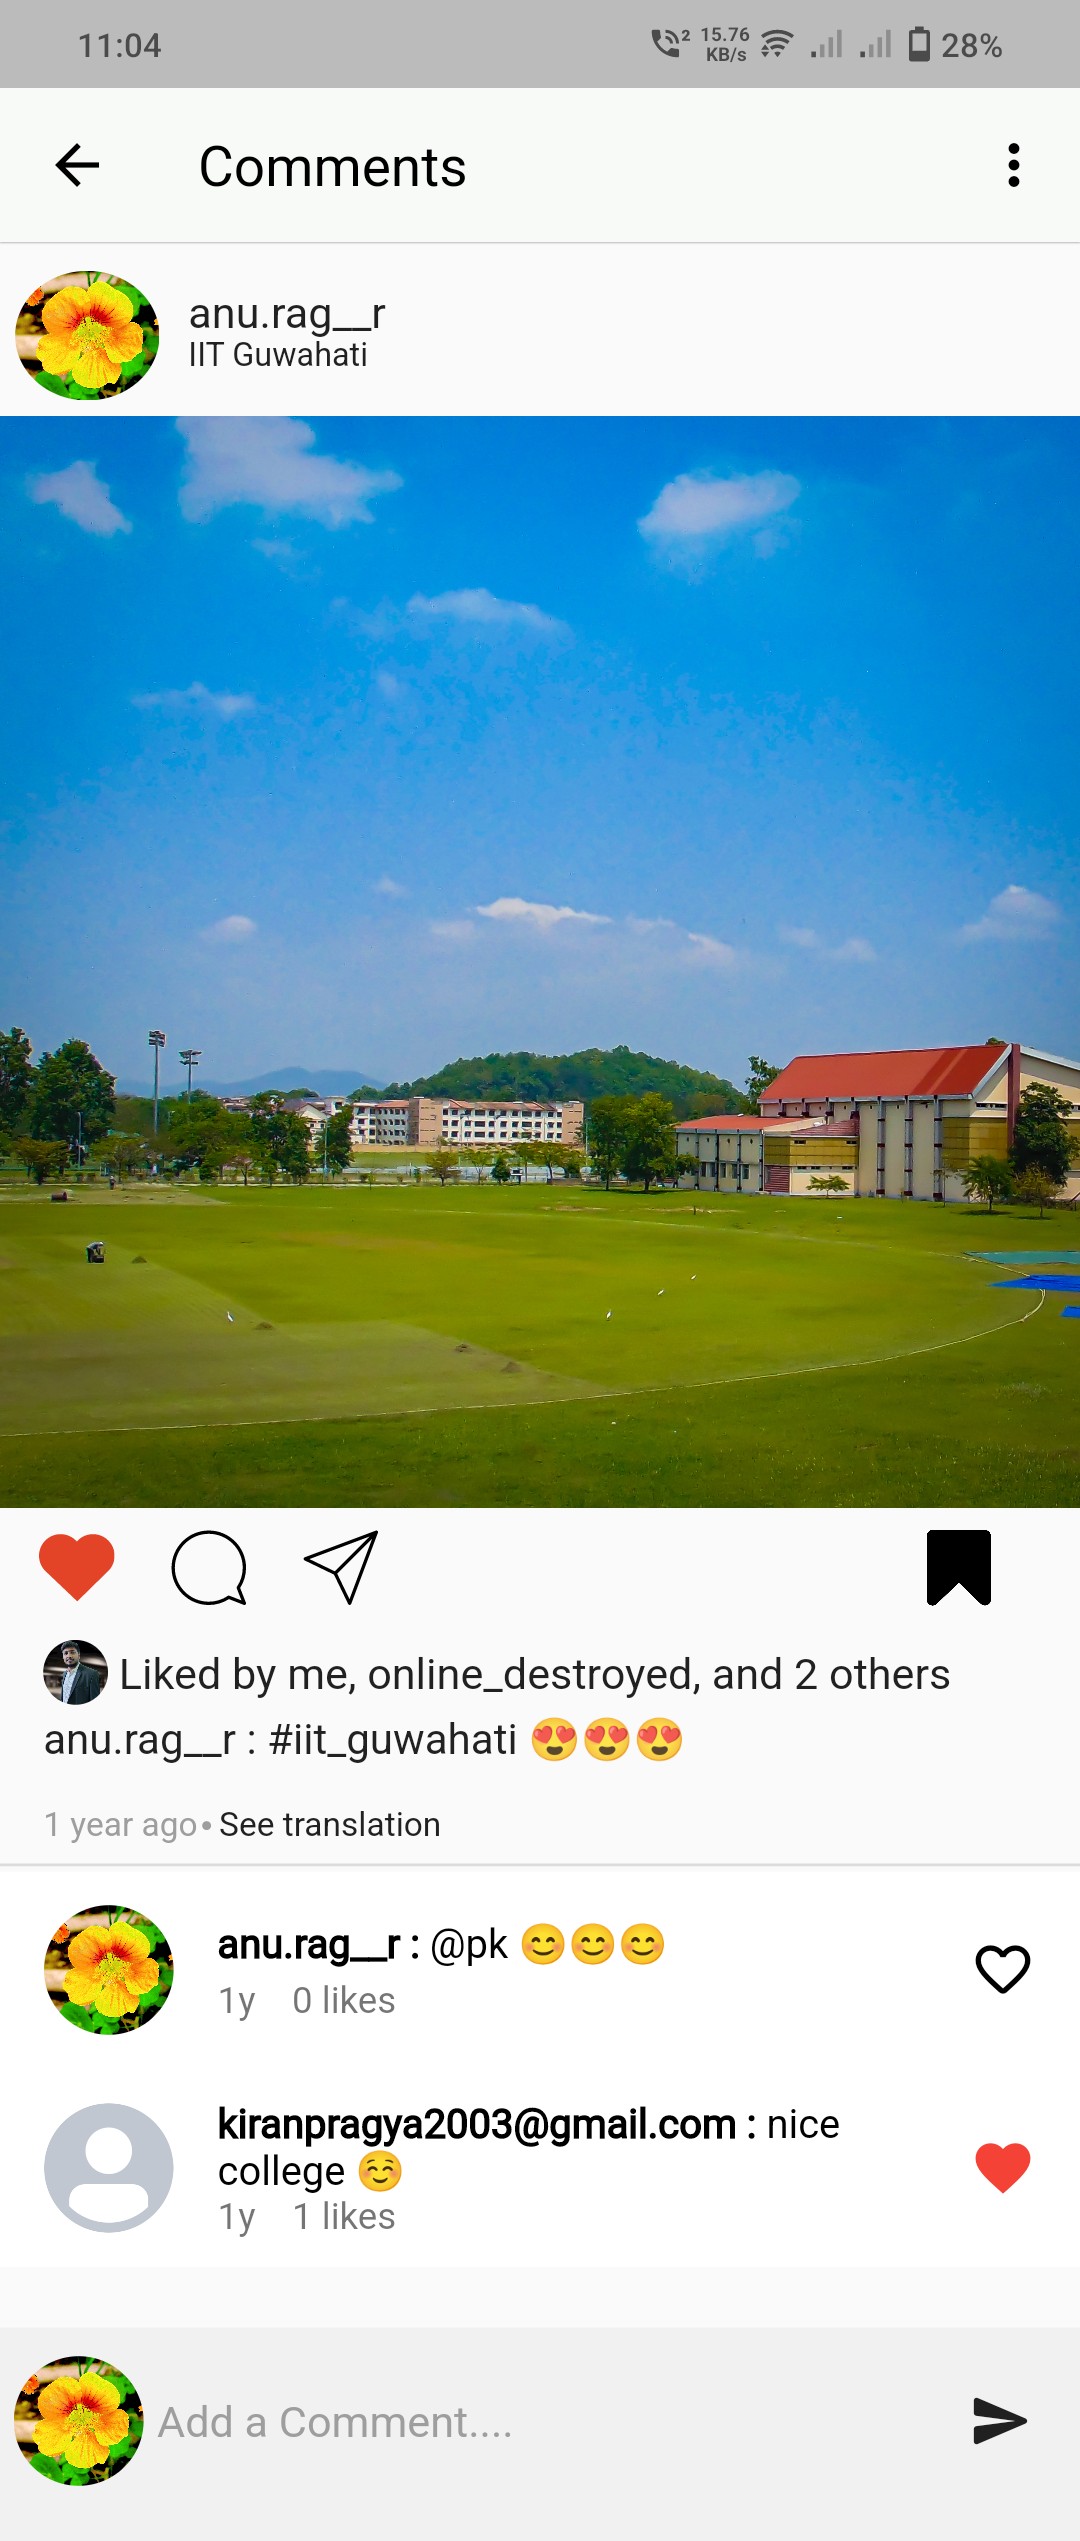 11:04 2 15.76 KB/s 28%
Comments
anu.rag__r
IIT Guwahati
Liked by me, online_destroyed, and 2 others
anu.rag__r : #iit_guwahati 😍😍😍
1 year ago • See translation
anu.rag__r : @pk 😊😊😊
1y 0 likes
kiranpragya2003@gmail.com : nice
college ☺️
1y 1 likes
Add a Comment....